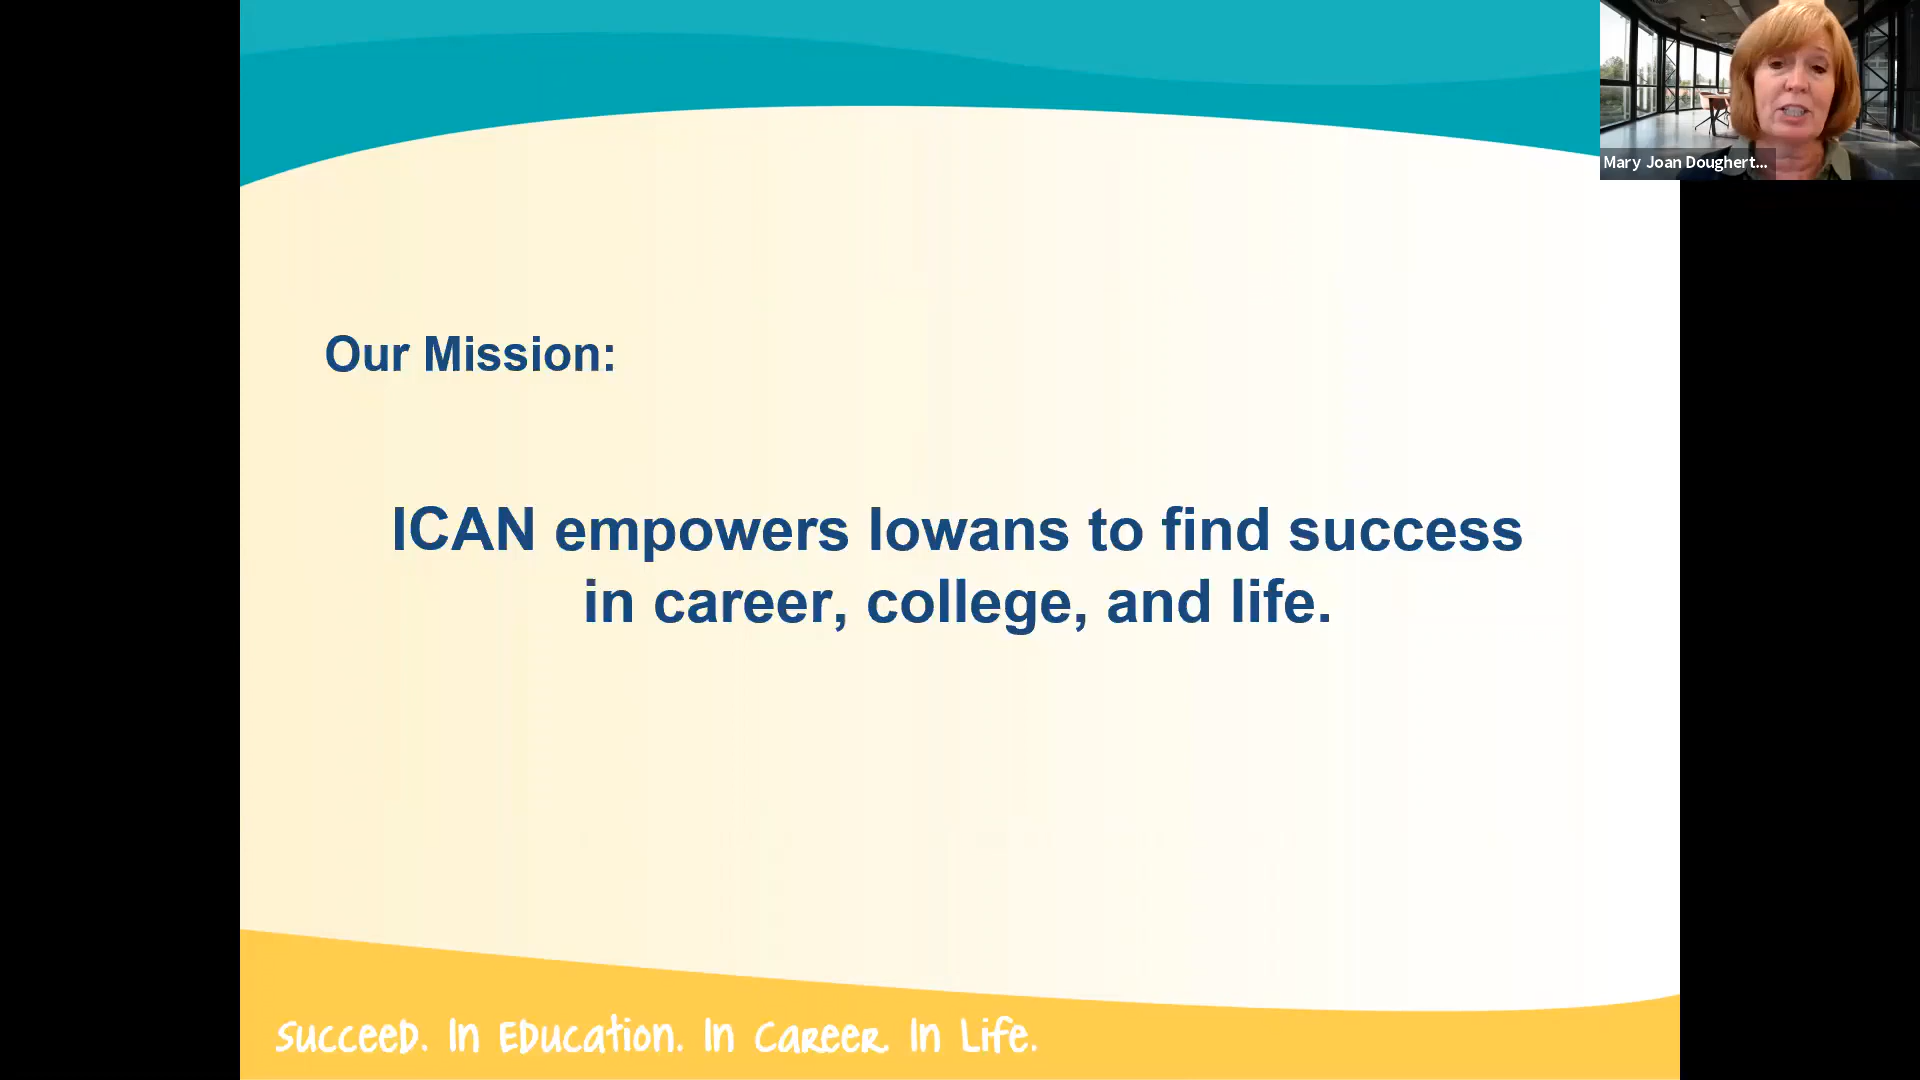 Mary Joan Doughert...
Our Mission:
ICAN empowers Iowans to find success
in career, college, and life.
Succeed. In Education. In Career. In Life.